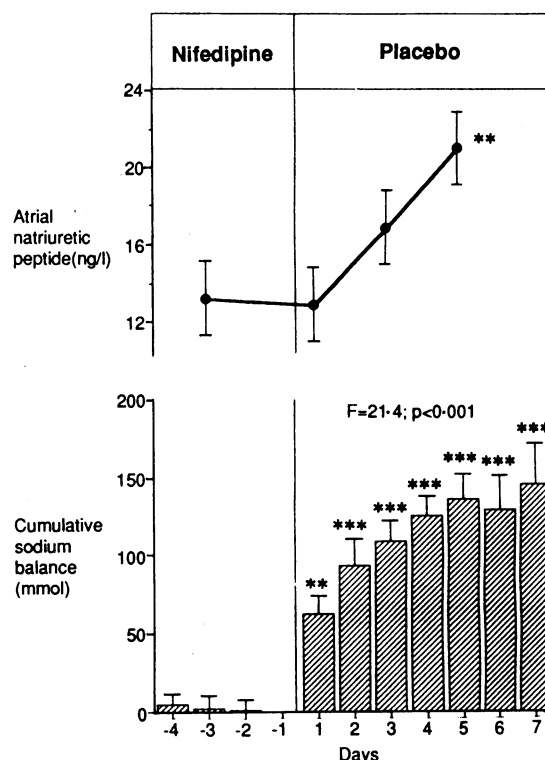 Nifedipine Placebo
24
20
16
12
Atrial
natriuretic
peptide(ng/l)
**
200
150
100
50
0
Cumulative
sodium
balance
(mmol)
F=21·4; p<0·001
** *** *** *** *** *** ***
-4 -3 -2 -1 1 2 3 4 5 6 7
Days